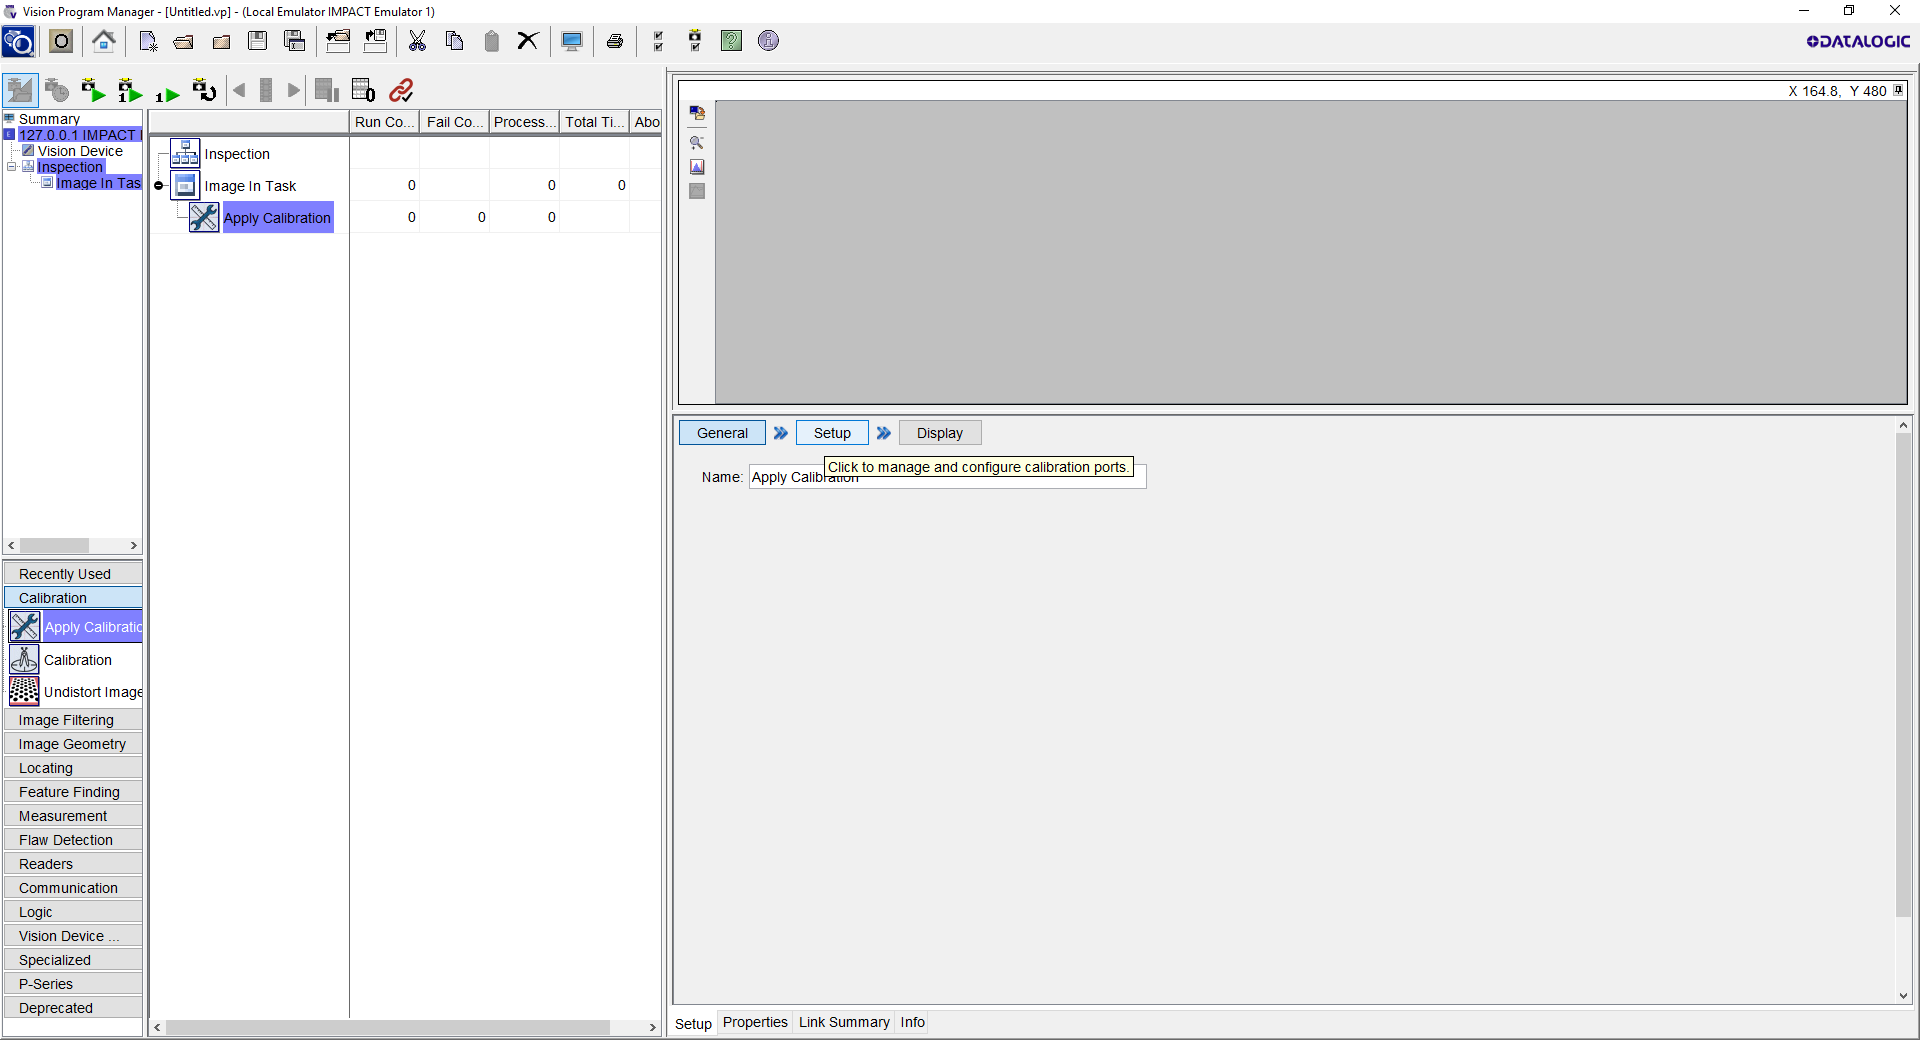 Vision Program Manager - [Untitled.vp] - (Local Emulator IMPACT Emulator 1)
DATALOGIC
Summary
127.0.0.1 IMPACT
Vision Device
Inspection
Image In Tas
Run Co... Fail Co... Process... Total Ti... Abo
Inspection
Image In Task 0 0 0
Apply Calibration 0 0 0
X 164.8, Y 480
General Setup Display
Click to manage and configure calibration ports.
Name: Apply Calibration
Recently Used
Calibration
Apply Calibratic
Calibration
Undistort Image
Image Filtering
Image Geometry
Locating
Feature Finding
Measurement
Flaw Detection
Readers
Communication
Logic
Vision Device ...
Specialized
P-Series
Deprecated
Setup Properties Link Summary Info